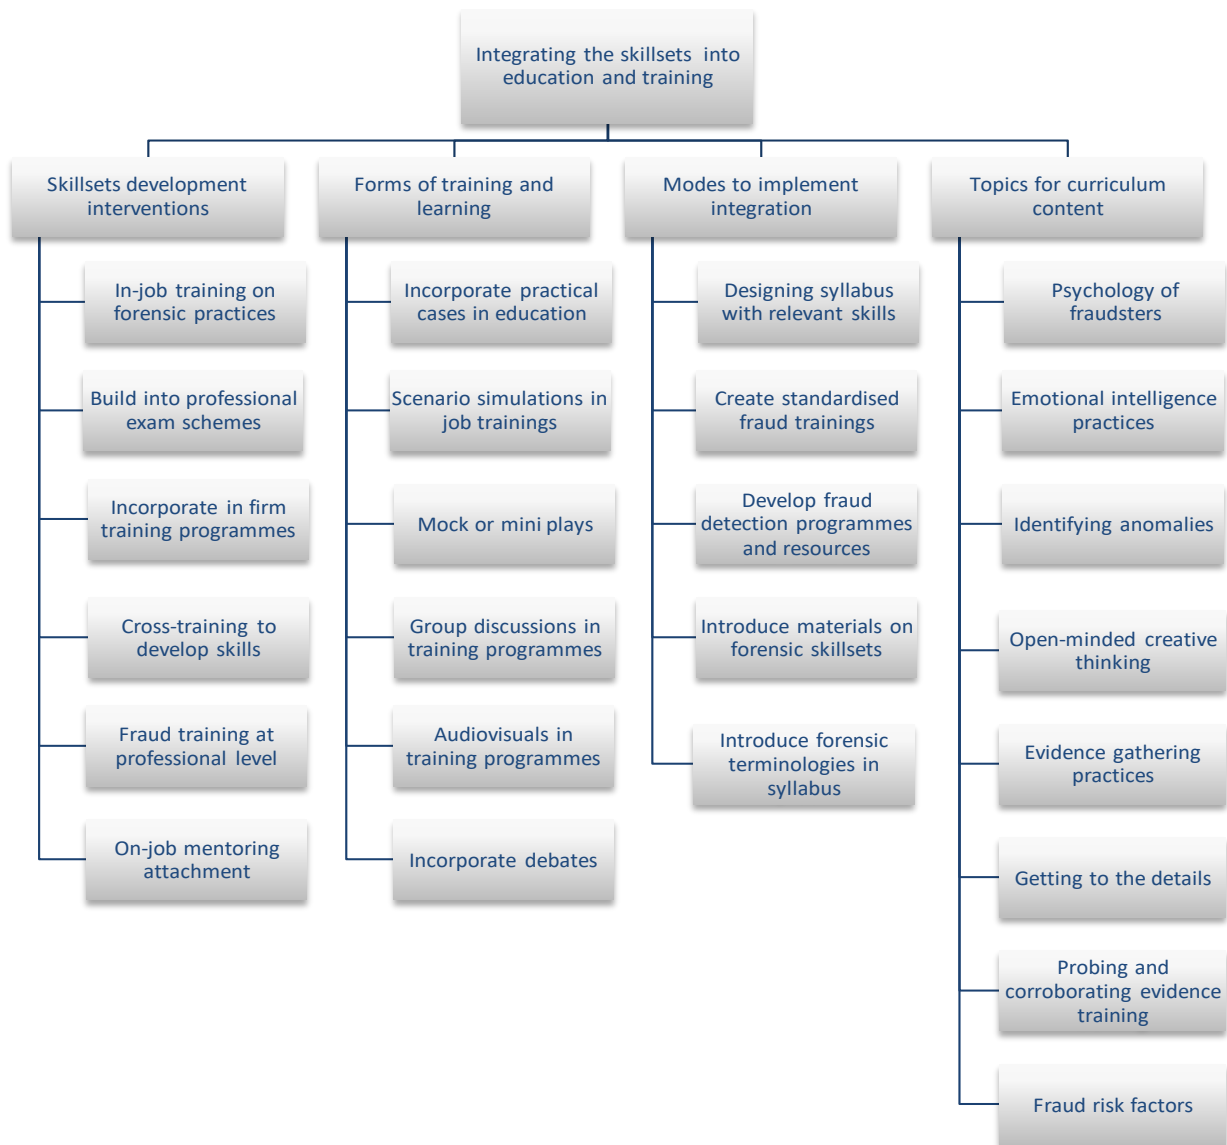 Integrating the skillsets into
education and training
Skillsets development
interventions
In-job training on
forensic practices
Build into professional
exam schemes
Incorporate in firm
training programmes
Cross-training to
develop skills
Fraud training at
professional level
On-job mentoring
attachment
Forms of training and
learning
Incorporate practical
cases in education
Scenario simulations in
job trainings
Mock or mini plays
Group discussions in
training programmes
Audiovisuals in
training programmes
Incorporate debates
Modes to implement
integration
Designing syllabus
with relevant skills
Create standardised
fraud trainings
Develop fraud
detection programmes
and resources
Introduce materials on
forensic skillsets
Introduce forensic
terminologies in
syllabus
Topics for curriculum
content
Psychology of
fraudsters
Emotional intelligence
practices
Identifying anomalies
Open-minded creative
thinking
Evidence gathering
practices
Getting to the details
Probing and
corroborating evidence
training
Fraud risk factors